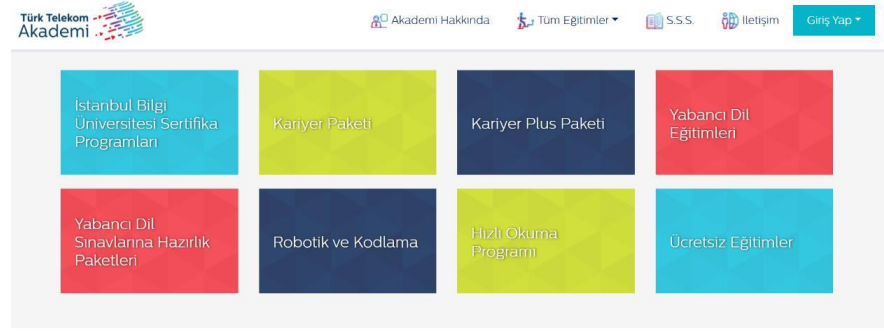 Türk Telekom
Akademi
Akademi Hakkında
Tüm Eğitimler
S.S.S.
İletişim
Giriş Yap
İstanbul Bilgi
Üniversitesi Sertifika
Programları
Kariyer Paketi
Kariyer Plus Paketi
Yabancı Dil
Eğitimleri
Yabancı Dil
Sınavlarına Hazırlık
Paketleri
Robotik ve Kodlama
Hızlı Okuma
Programı
Ücretsiz Eğitimler